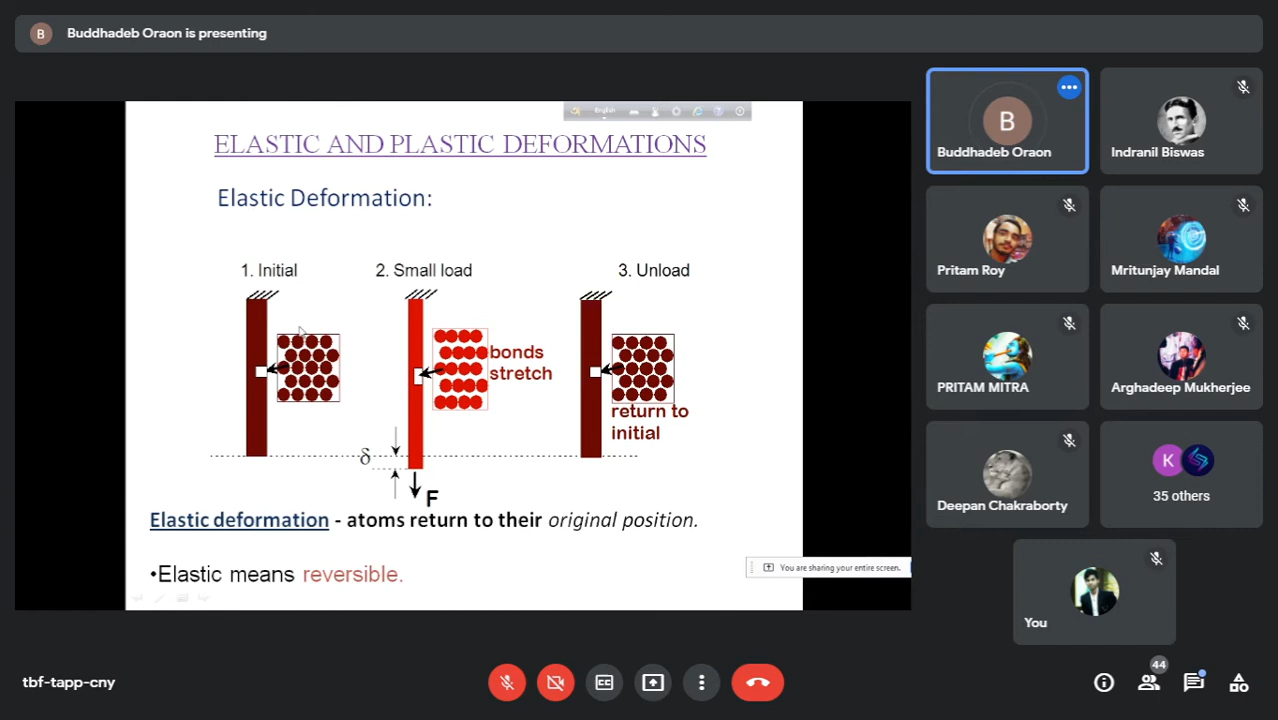 B
Buddhadeb Oraon is presenting
English
ELASTIC AND PLASTIC DEFORMATIONS
Elastic Deformation:
1. Initial
2. Small load
3. Unload
bonds
stretch
return to
initial
δ
F
Elastic deformation - atoms return to their original position.
•Elastic means reversible.
You are sharing your entire screen.
B
Buddhadeb Oraon
Indranil Biswas
Pritam Roy
Mritunjay Mandal
PRITAM MITRA
Arghadeep Mukherjee
Deepan Chakraborty
K
35 others
You
tbf-tapp-cny
CC
44